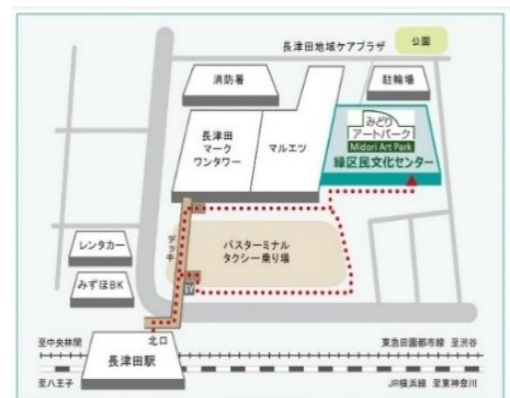 公園
長津田地域ケアプラザ
消防署
駐輪場
みどり
アートパーク
Midori Art Park
緑区民文化センター
長津田
マーク
ワンタワー
マルエツ
デッキ
バスターミナル
タクシー乗り場
レンタカー
みずほBK
EV
北口
至中央林間
東急田園都市線 至渋谷
長津田駅
至八王子
JR横浜線 至東神奈川